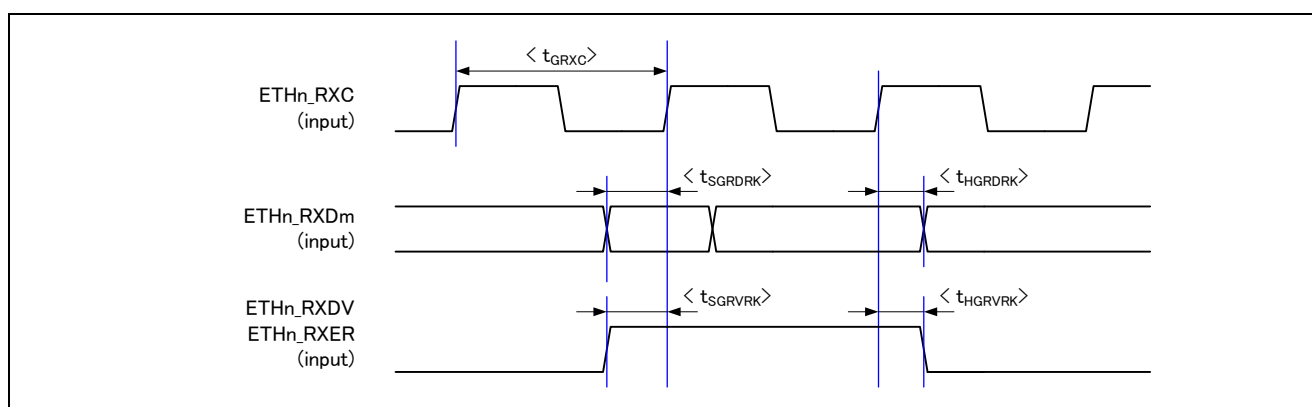 < tGRXC>
ETHn_RXC
(input)
< tSGRDRK>
< tHGRDRK>
ETHn_RXDm
(input)
< tSGRVRK>
< tHGRVRK>
ETHn_RXDV
ETHn_RXER
(input)